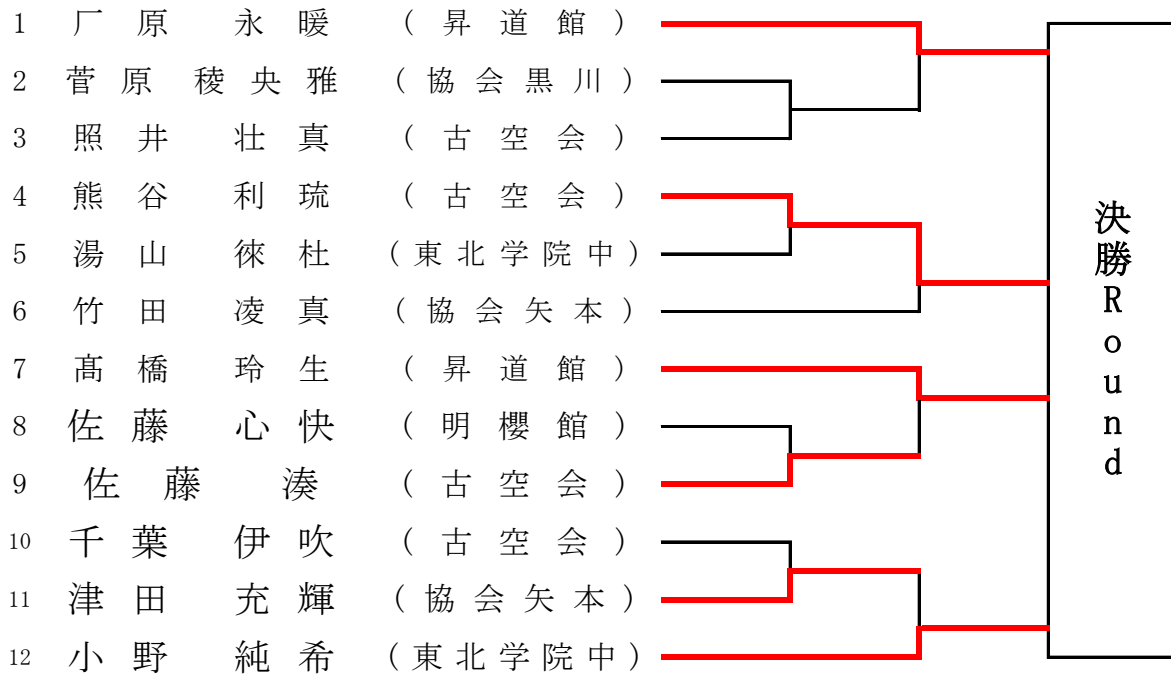 1 厂原 永暖 (昇道館)
2 菅原 稜央雅 (協会黒川)
3 照井 壮真 (古空会)
4 熊谷 利琉 (古空会)
5 湯山 徠杜 (東北学院中)
6 竹田 凌真 (協会矢本)
7 髙橋 玲生 (昇道館)
8 佐藤 心快 (明櫻館)
9 佐藤 湊 (古空会)
10 千葉 伊吹 (古空会)
11 津田 充輝 (協会矢本)
12 小野 純希 (東北学院中)
決勝Round